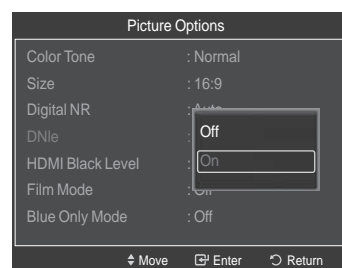 Picture Options
Color Tone : Normal
Size : 16:9
Digital NR :
DNIe : Off
HDMI Black Level : On
Film Mode :
Blue Only Mode : Off
Move Enter Return